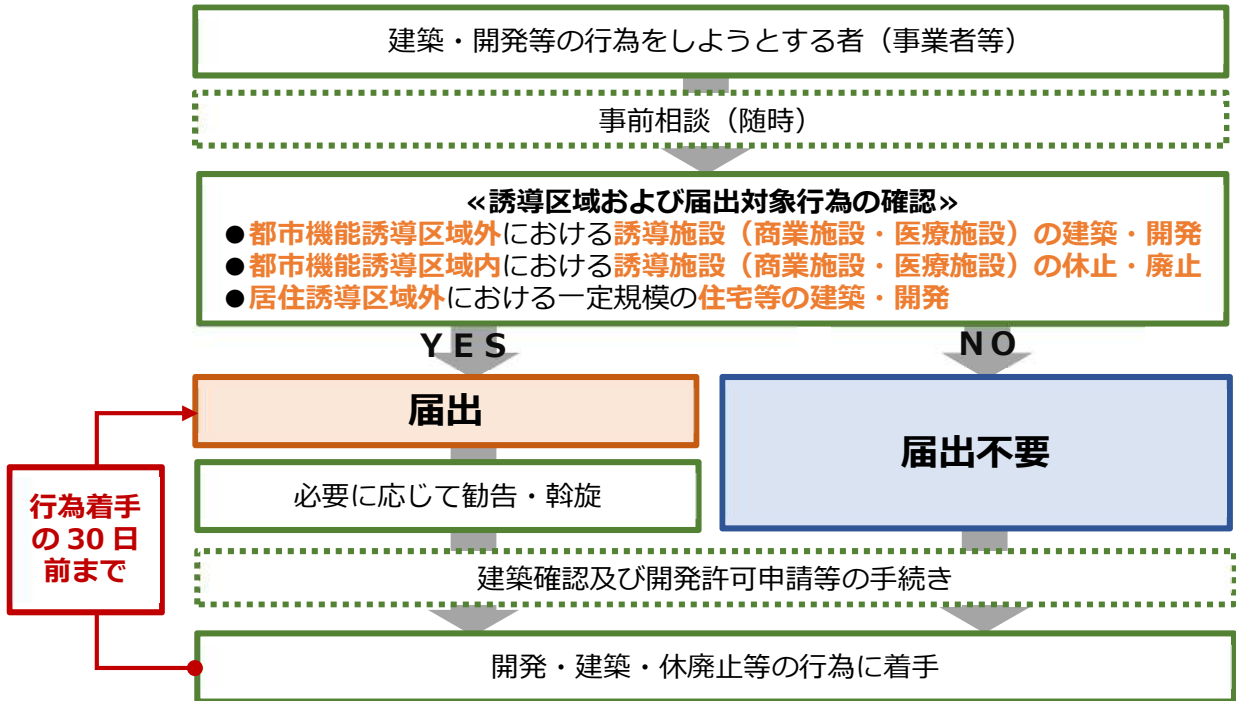 建築・開発等の行為をしようとする者（事業者等）
事前相談（随時）
≪誘導区域および届出対象行為の確認≫
●都市機能誘導区域外における誘導施設（商業施設・医療施設）の建築・開発
●都市機能誘導区域内における誘導施設（商業施設・医療施設）の休止・廃止
●居住誘導区域外における一定規模の住宅等の建築・開発
ＹＥＳ
ＮＯ
届出
届出不要
必要に応じて勧告・斡旋
行為着手
の 30 日
前まで
建築確認及び開発許可申請等の手続き
開発・建築・休廃止等の行為に着手